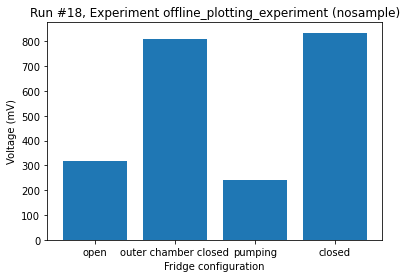 Run #18, Experiment offline_plotting_experiment (nosample)
Voltage (mV)
800
700
600
500
400
300
200
100
0
open outer chamber closed pumping closed
Fridge configuration